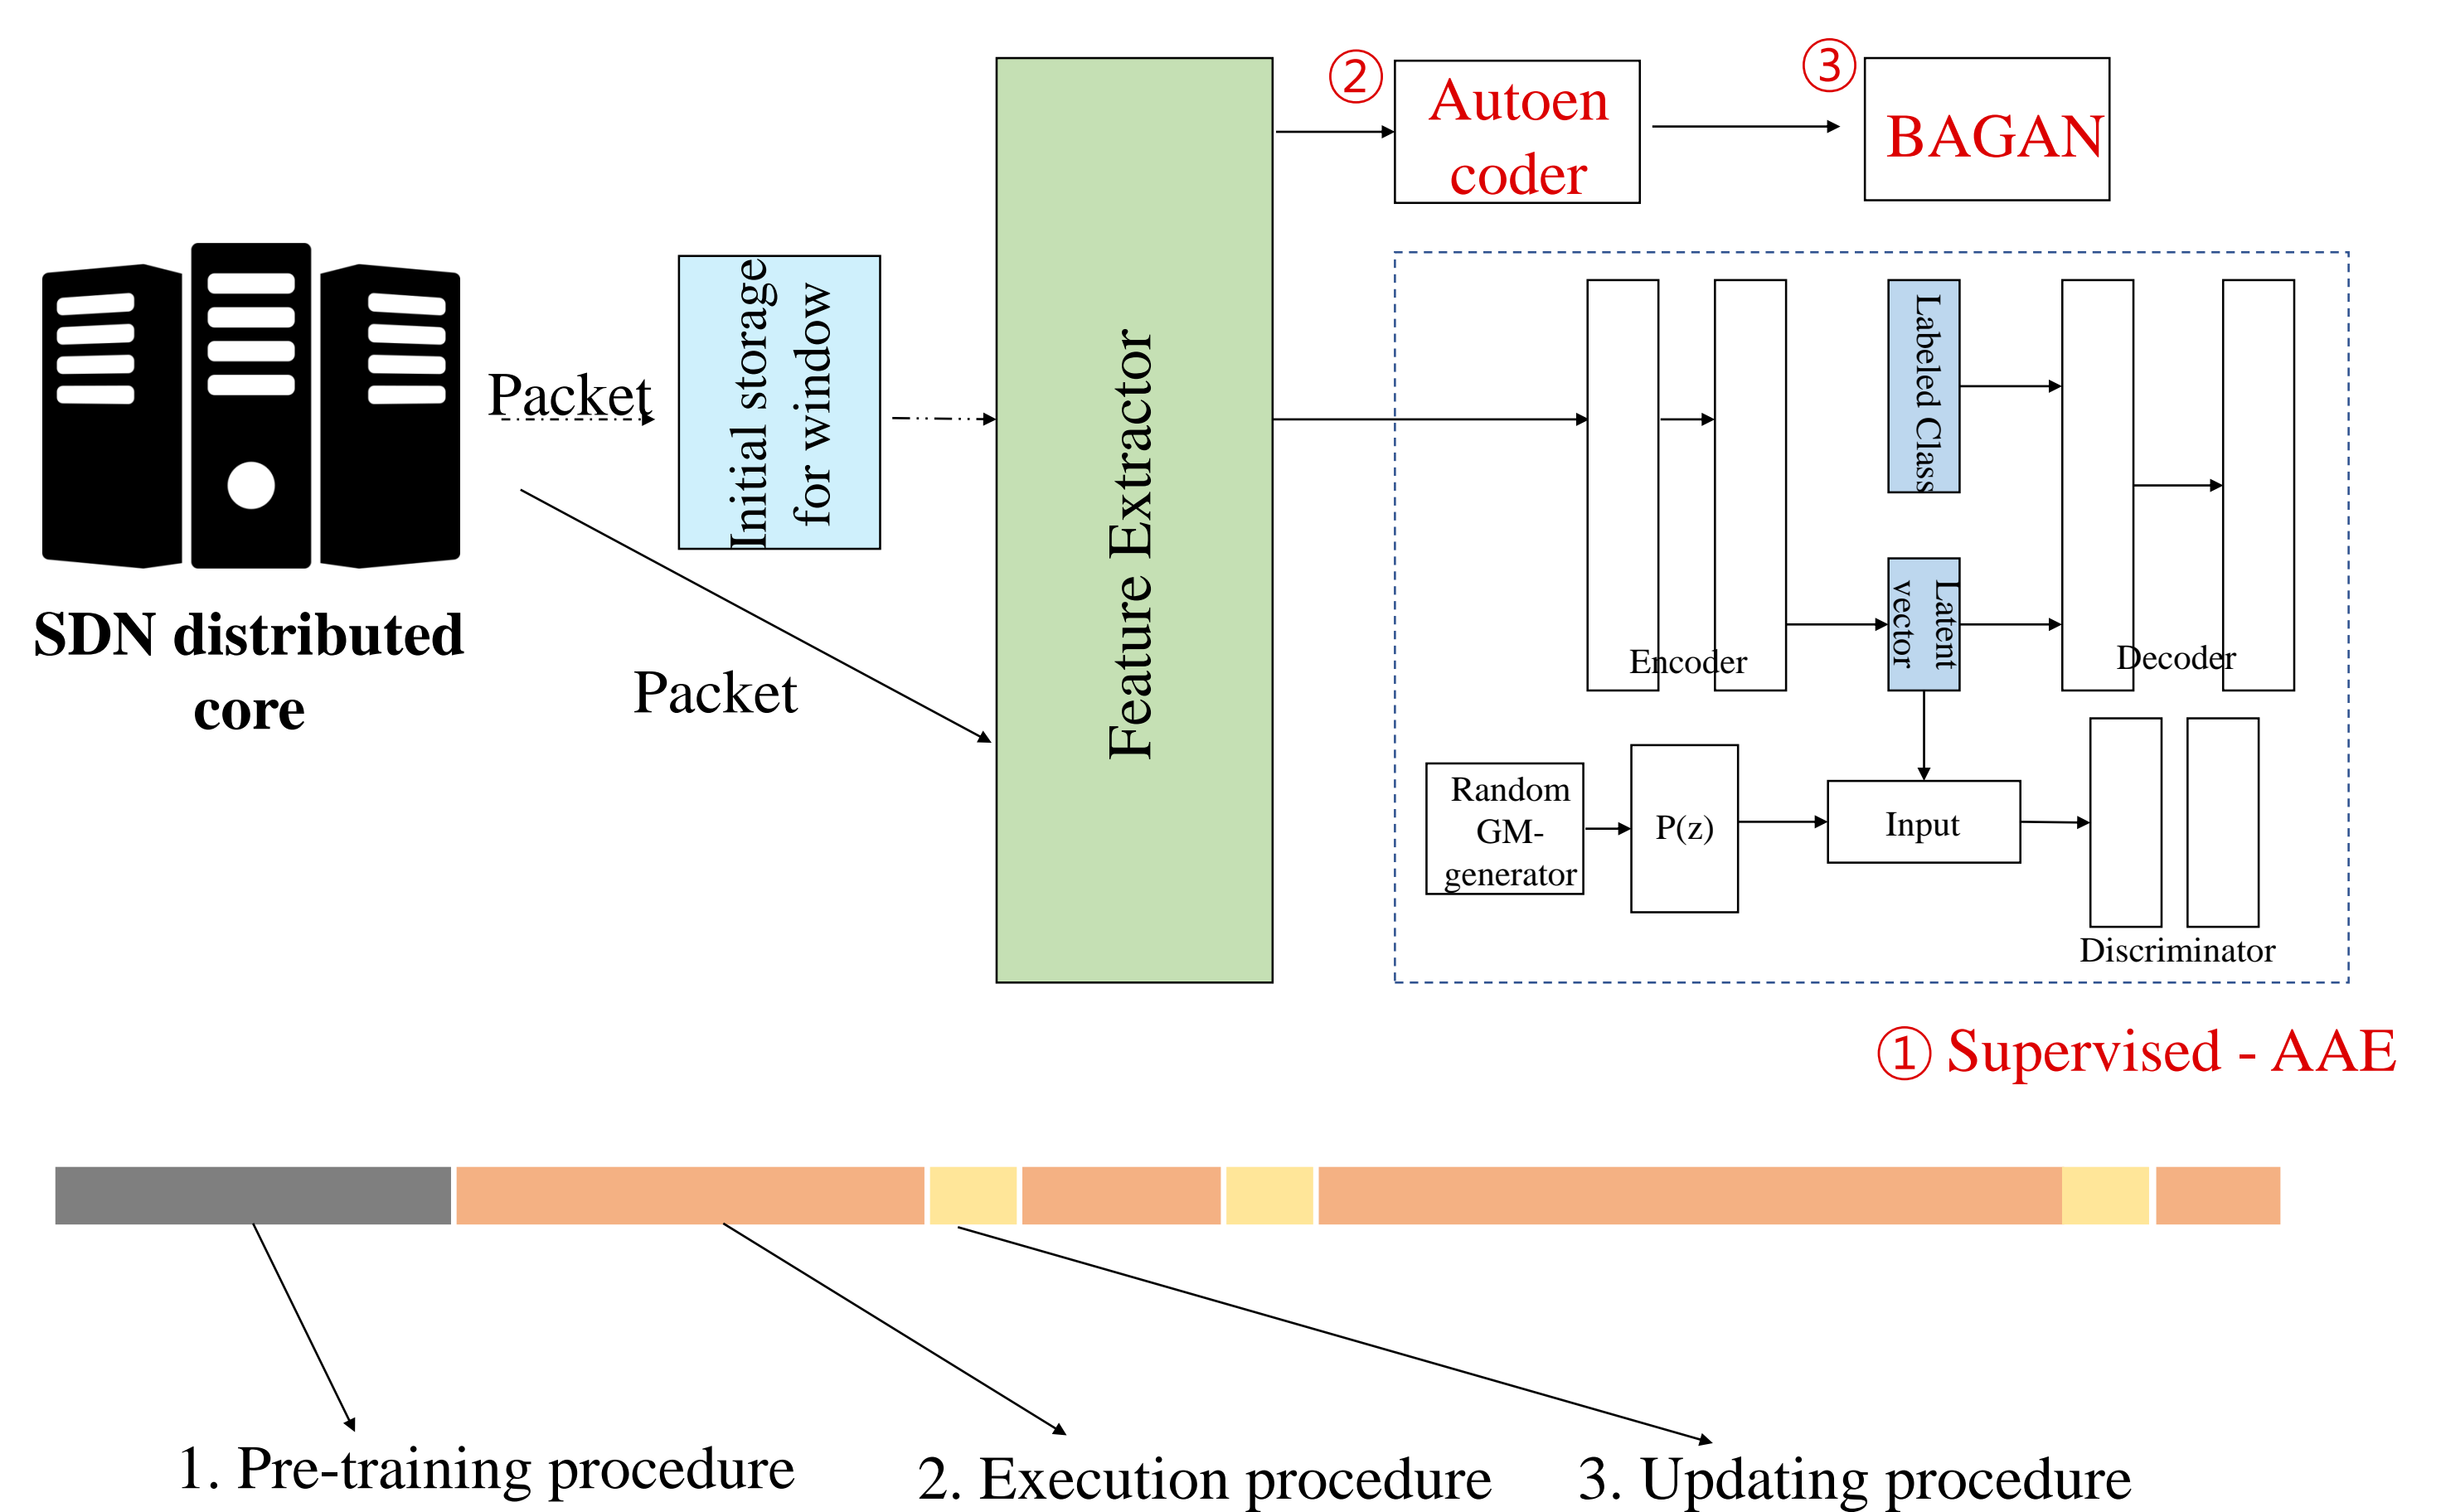 ②
Autoen
coder
③
BAGAN
Packet
Initial storage
for window
Feature Extractor
SDN distributed
core
Packet
Labeled Class
Latent
vector
Encoder
Decoder
Random
GM-
generator
P(z)
Input
Discriminator
① Supervised - AAE
1. Pre-training procedure
2. Execution procedure
3. Updating procedure